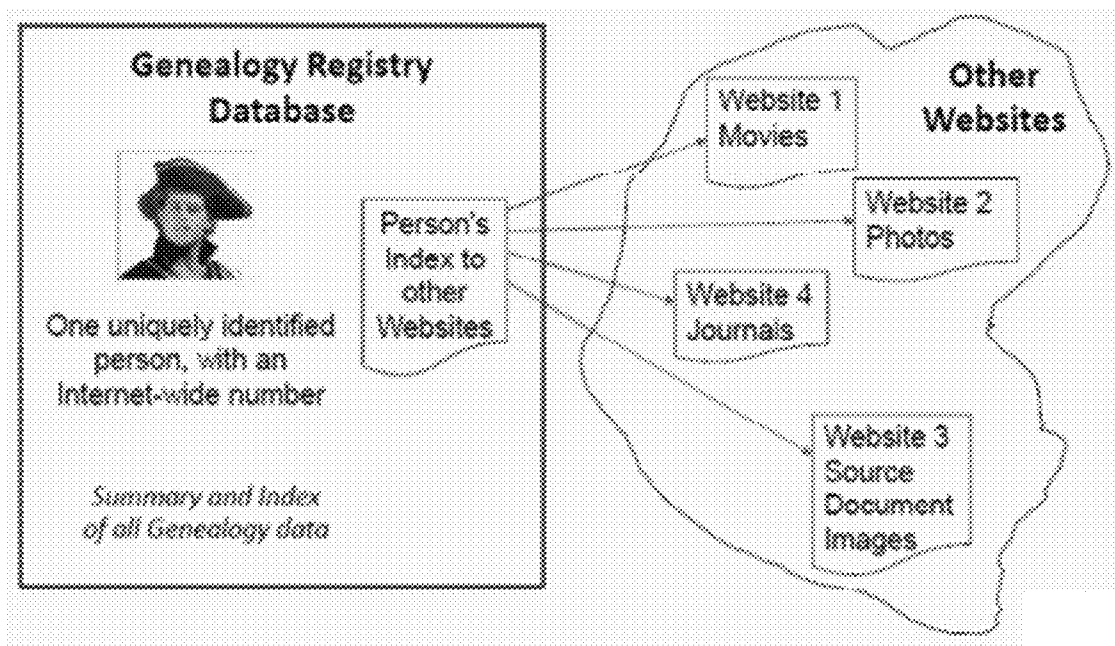 Genealogy Registry
Database
One uniquely identified
person, with an
Internet-wide number
Summary and Index
of all Genealogy data
Person's
Index to
other
Websites
Other
Websites
Website 1
Movies
Website 2
Photos
Website 4
Journals
Website 3
Source
Document
Images